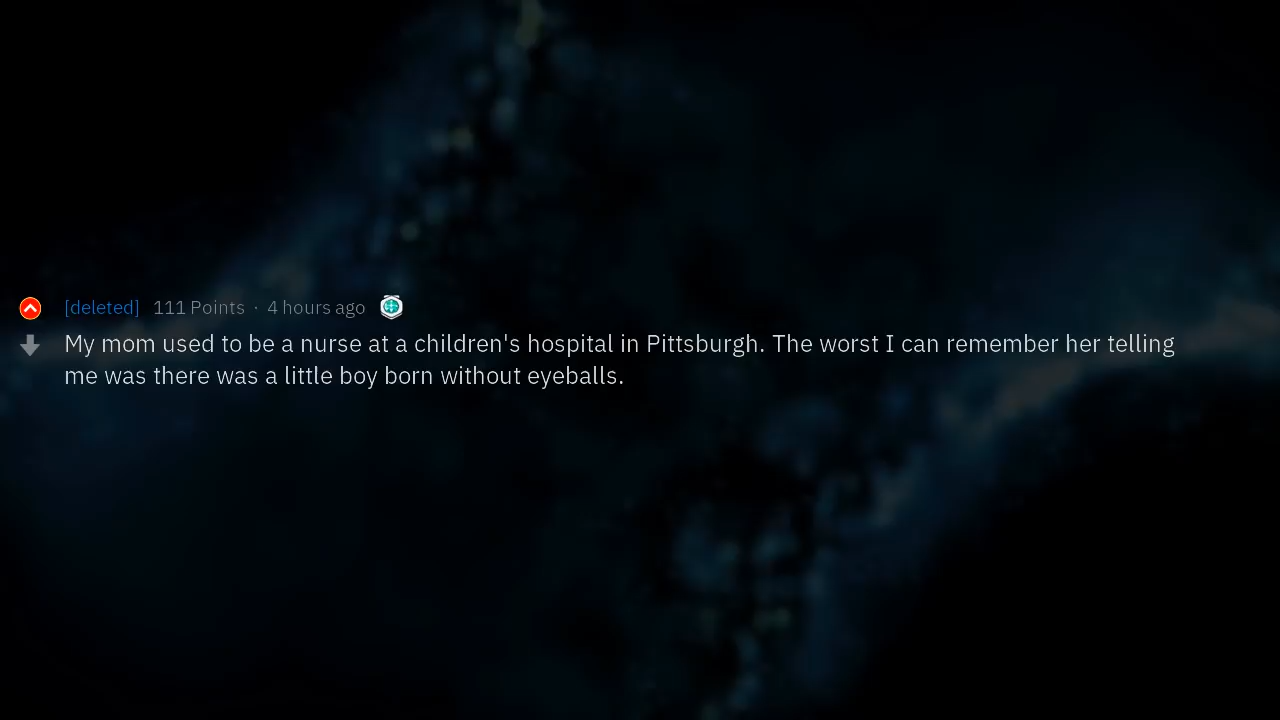 [deleted] 111 Points · 4 hours ago
My mom used to be a nurse at a children's hospital in Pittsburgh. The worst I can remember her telling
me was there was a little boy born without eyeballs.